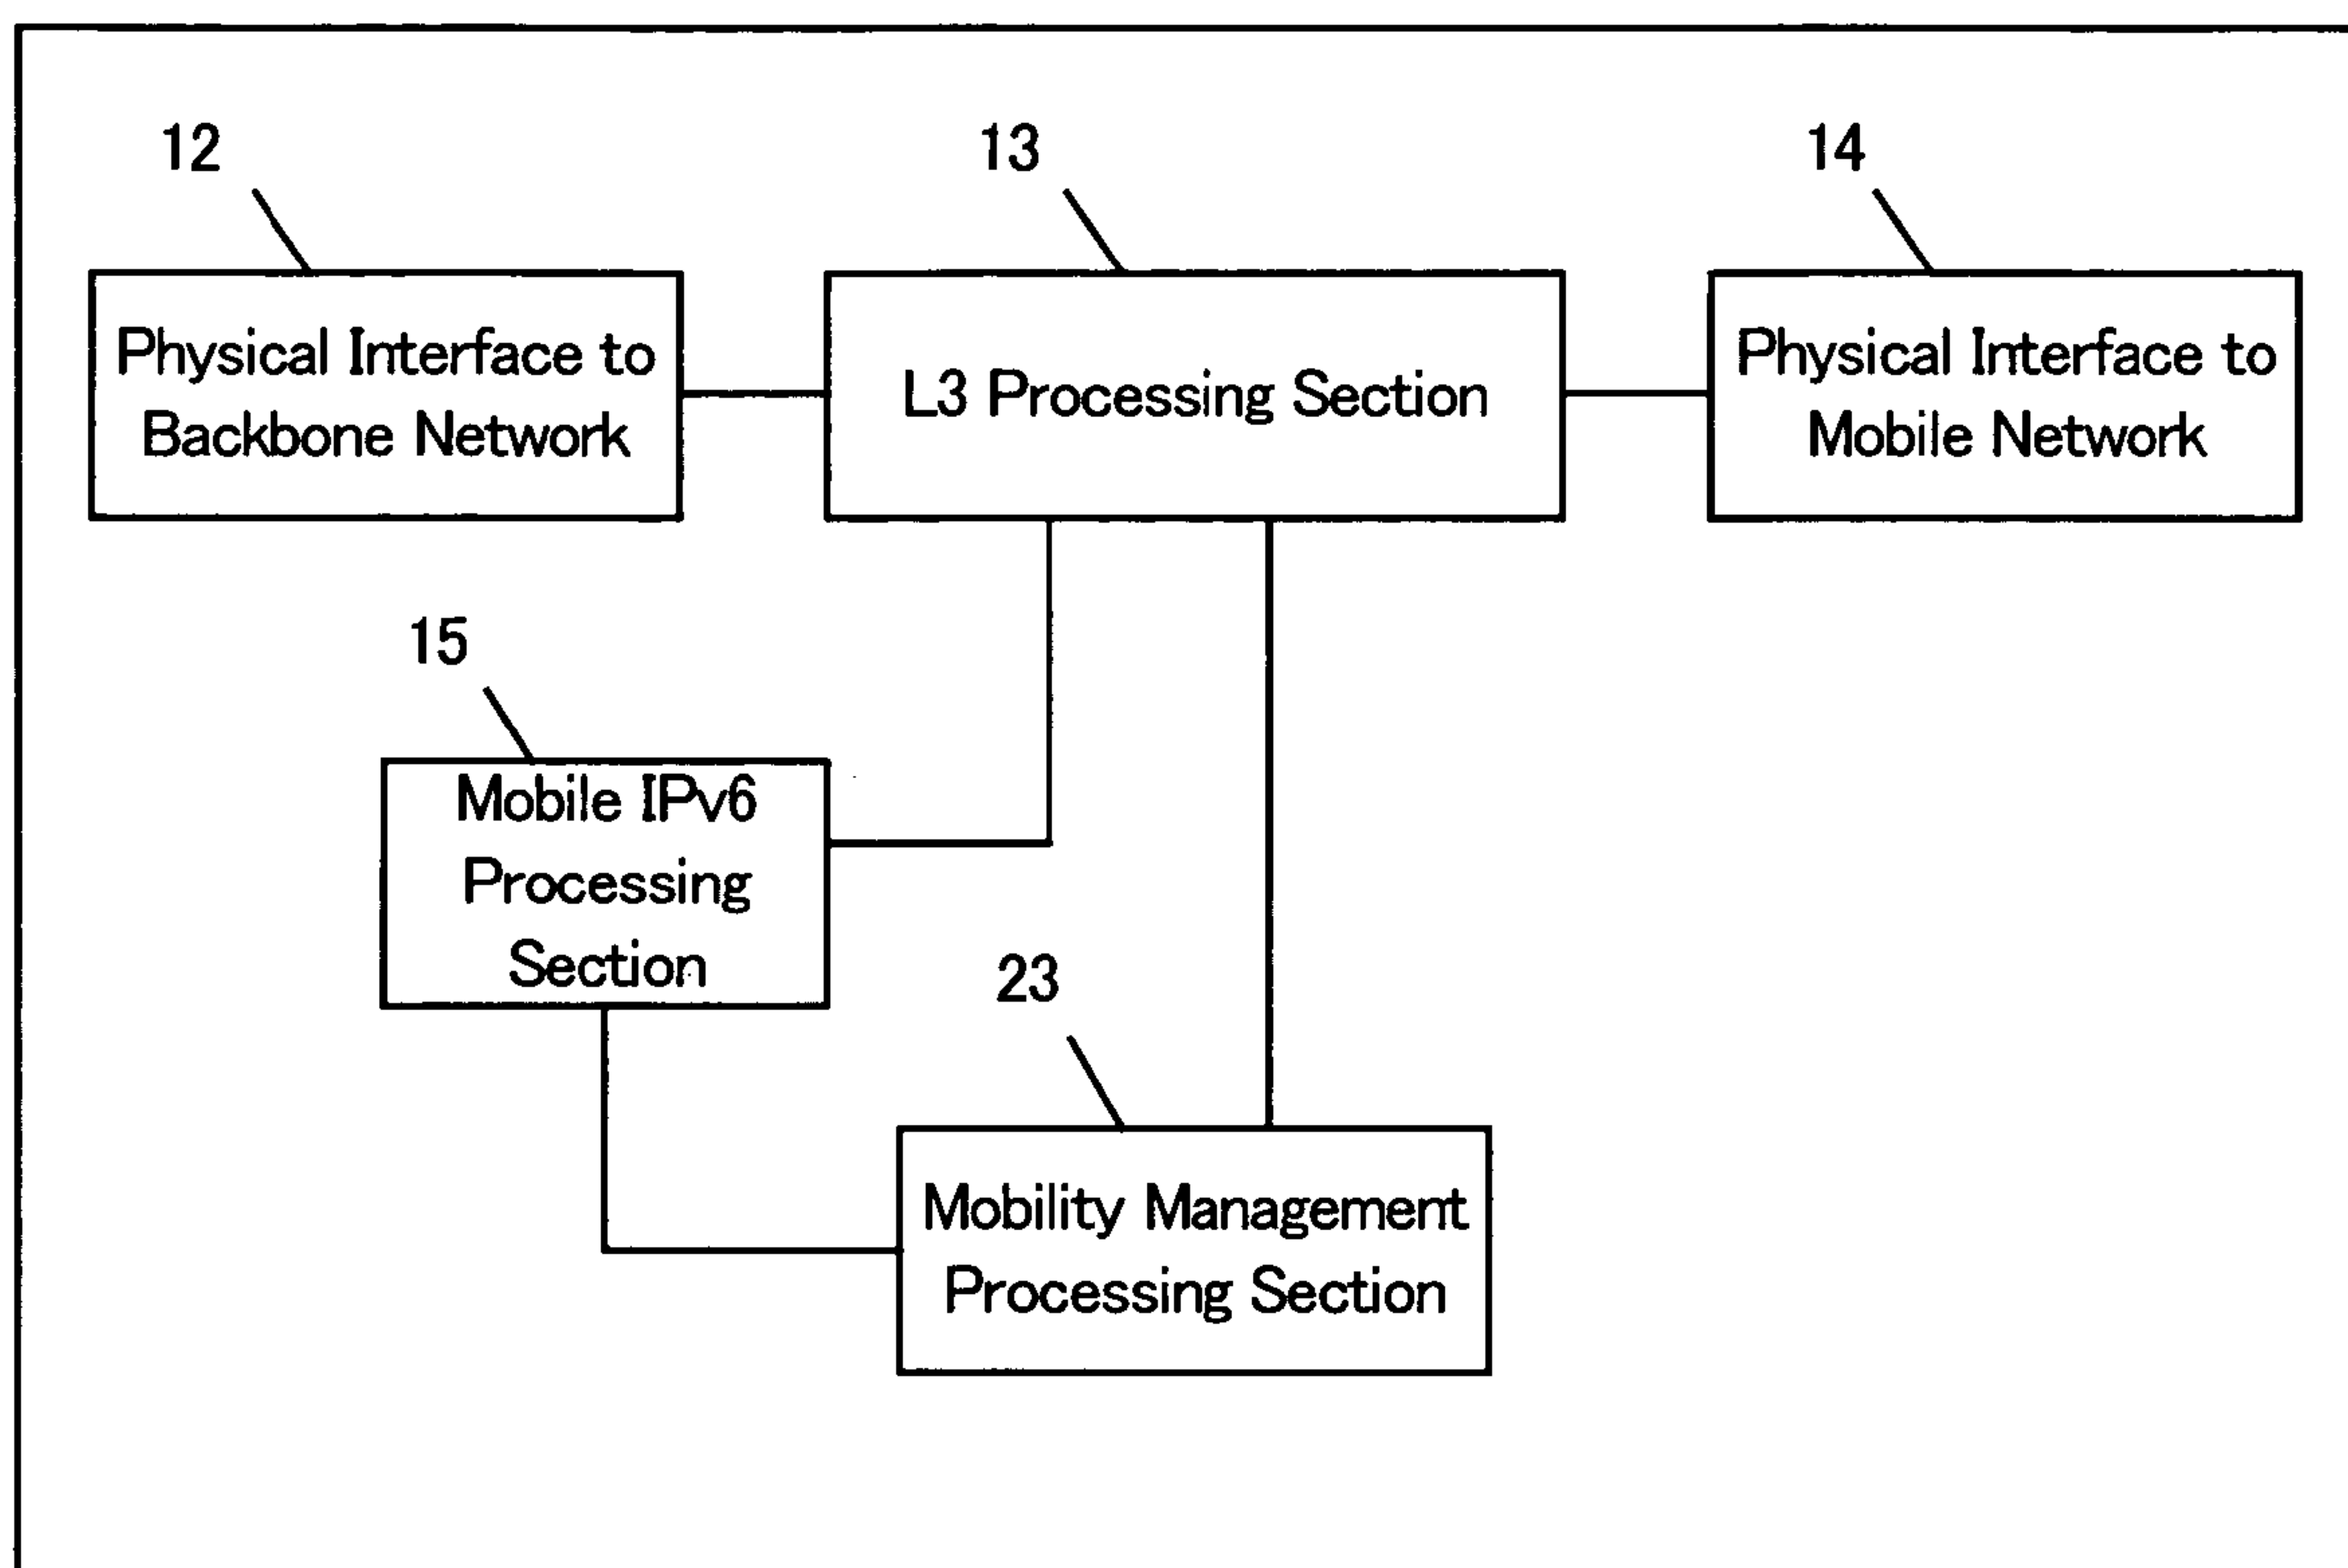 12
13
14
Physical Interface to
Backbone Network
L3 Processing Section
Physical Interface to
Mobile Network
15
Mobile IPv6
Processing
Section
23
Mobility Management
Processing Section